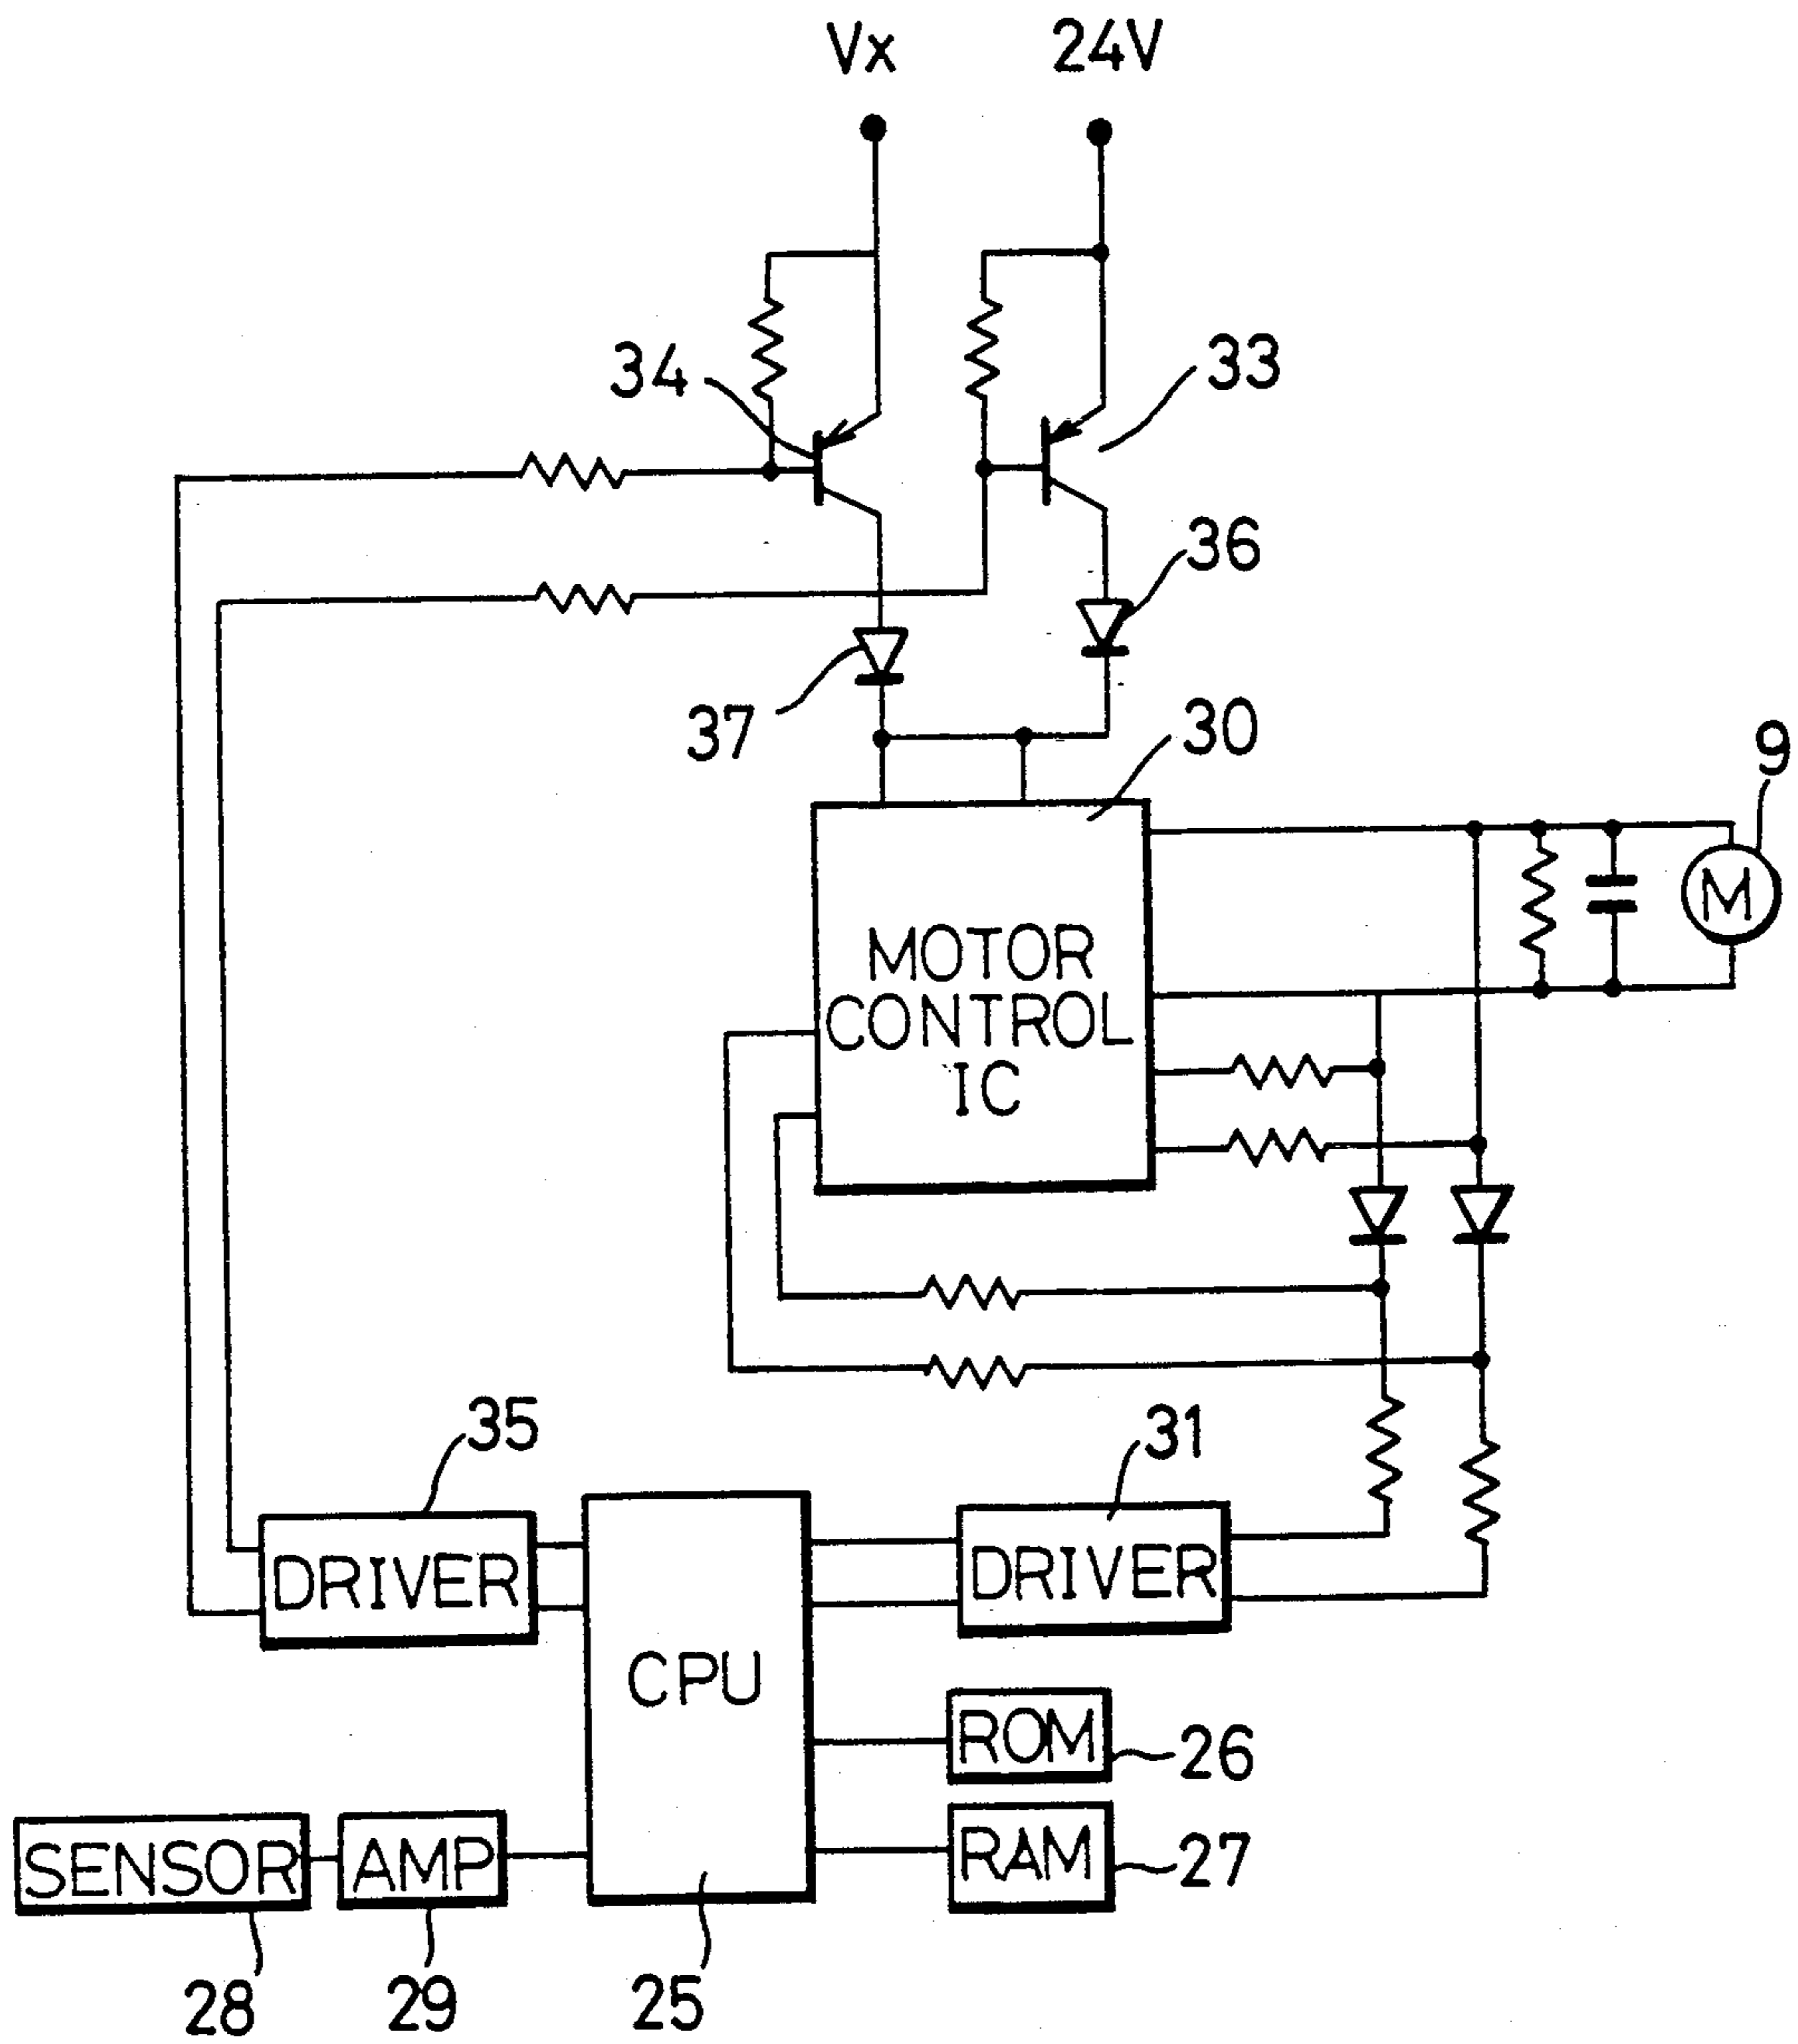 Vx
24V
34
33
36
37
30
9
M
MOTOR
CONTROL
IC
35
31
DRIVER
DRIVER
CPU
ROM
26
SENSOR
AMP
RAM
27
28
29
25